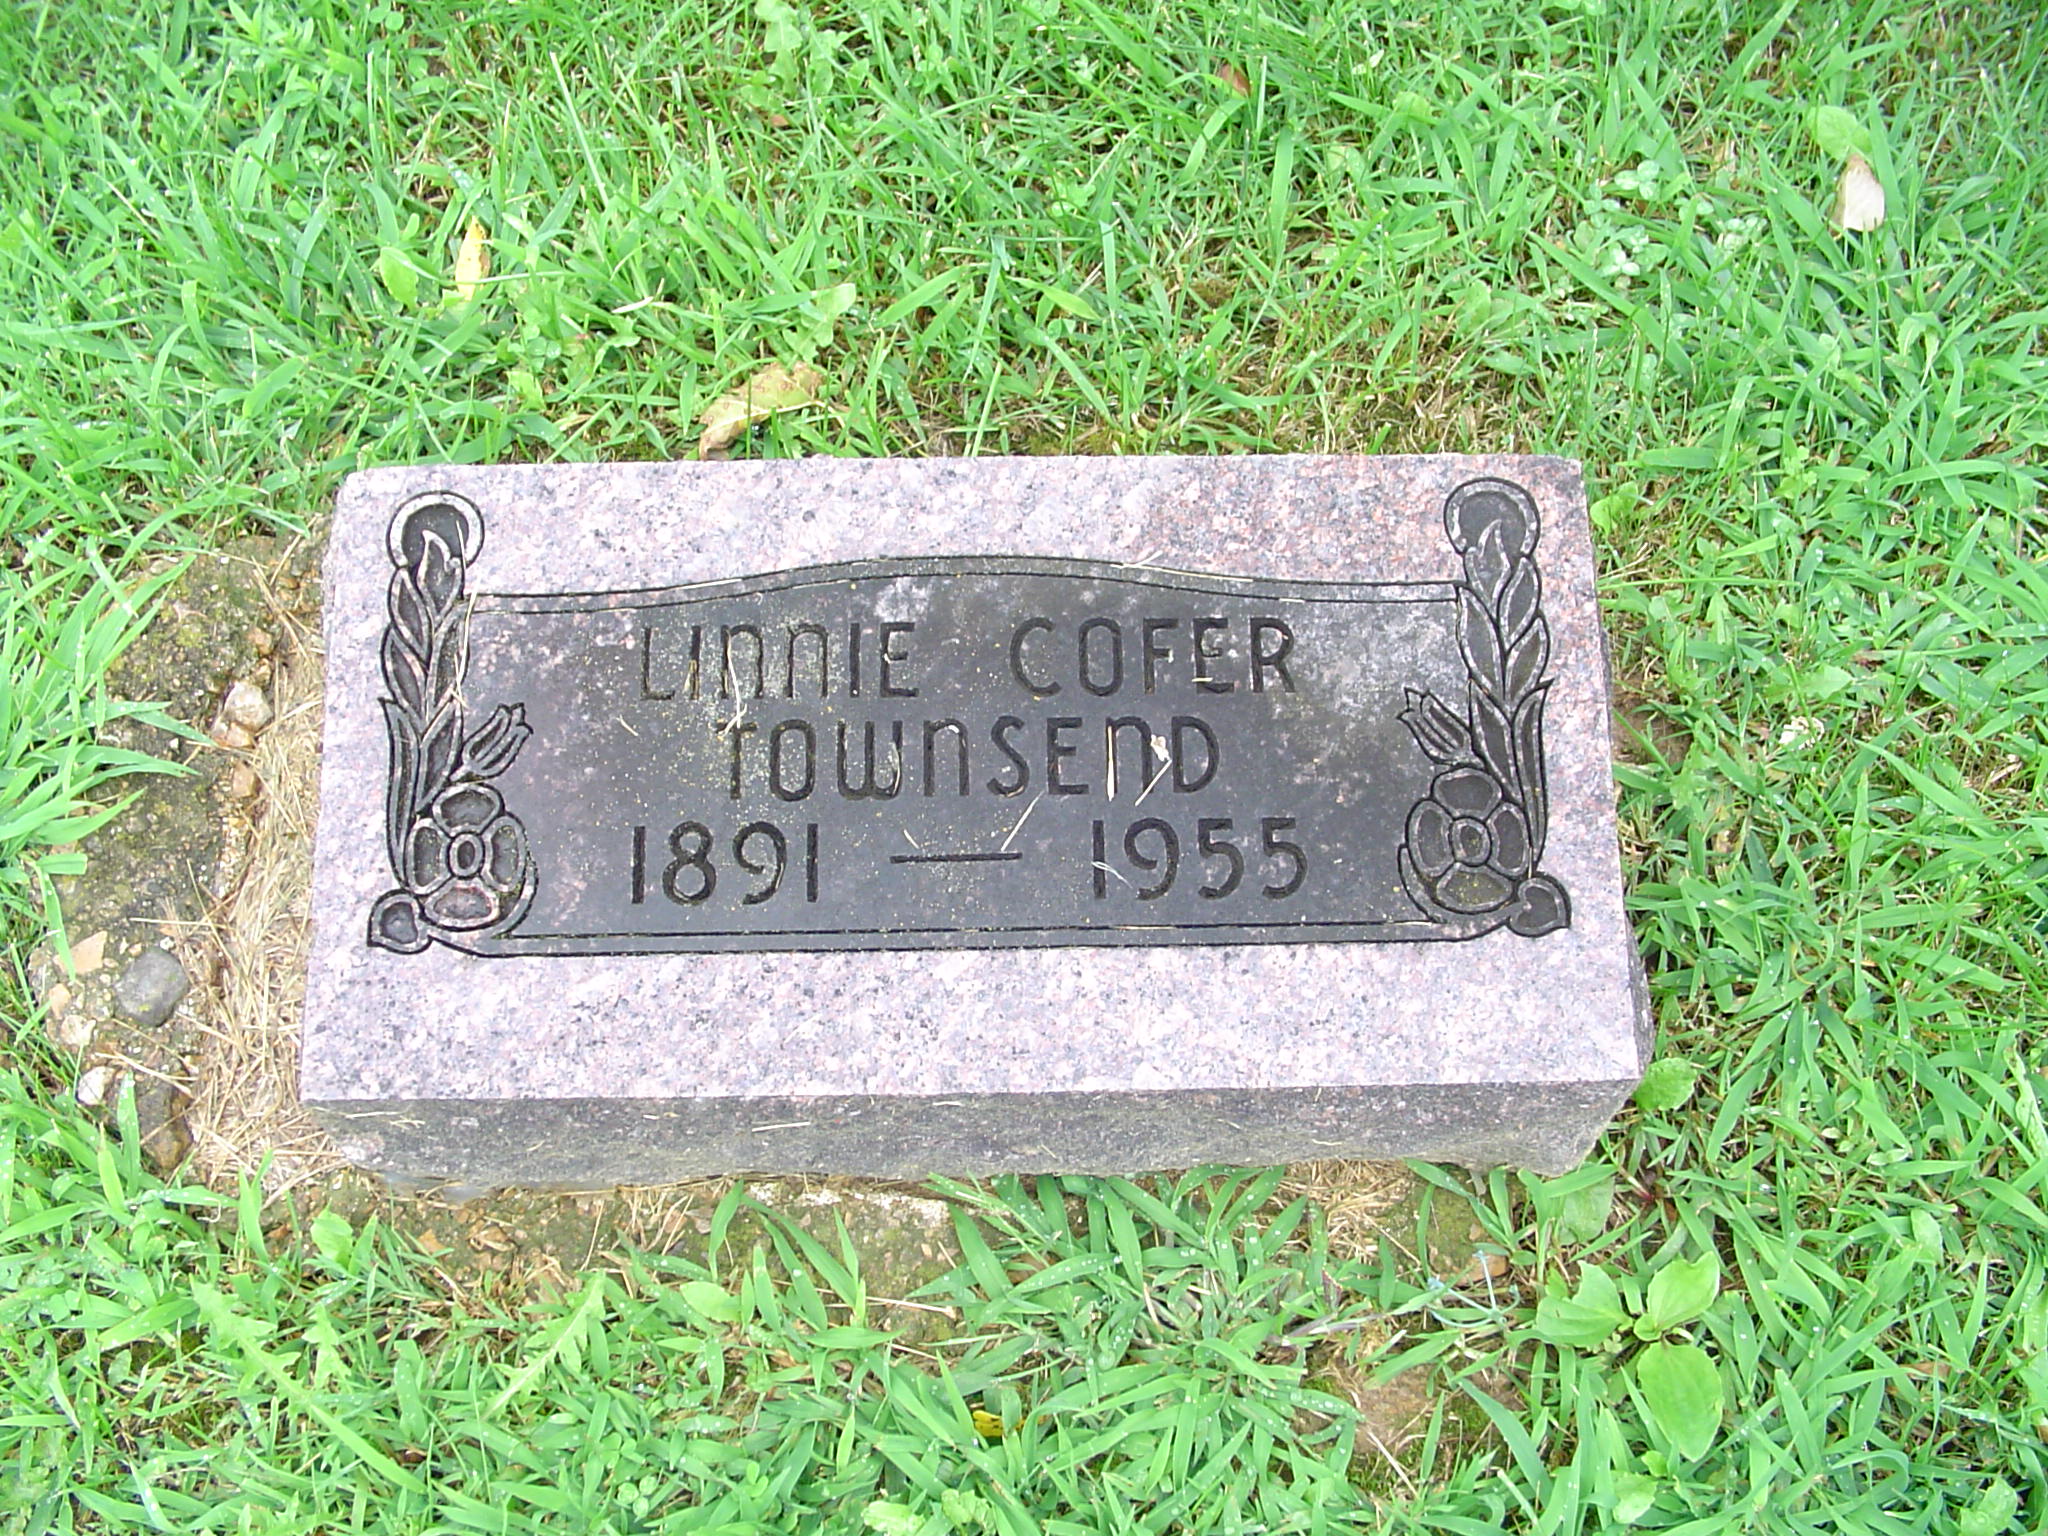 LINNIE COFER
TOWNSEND
1891 — 1955